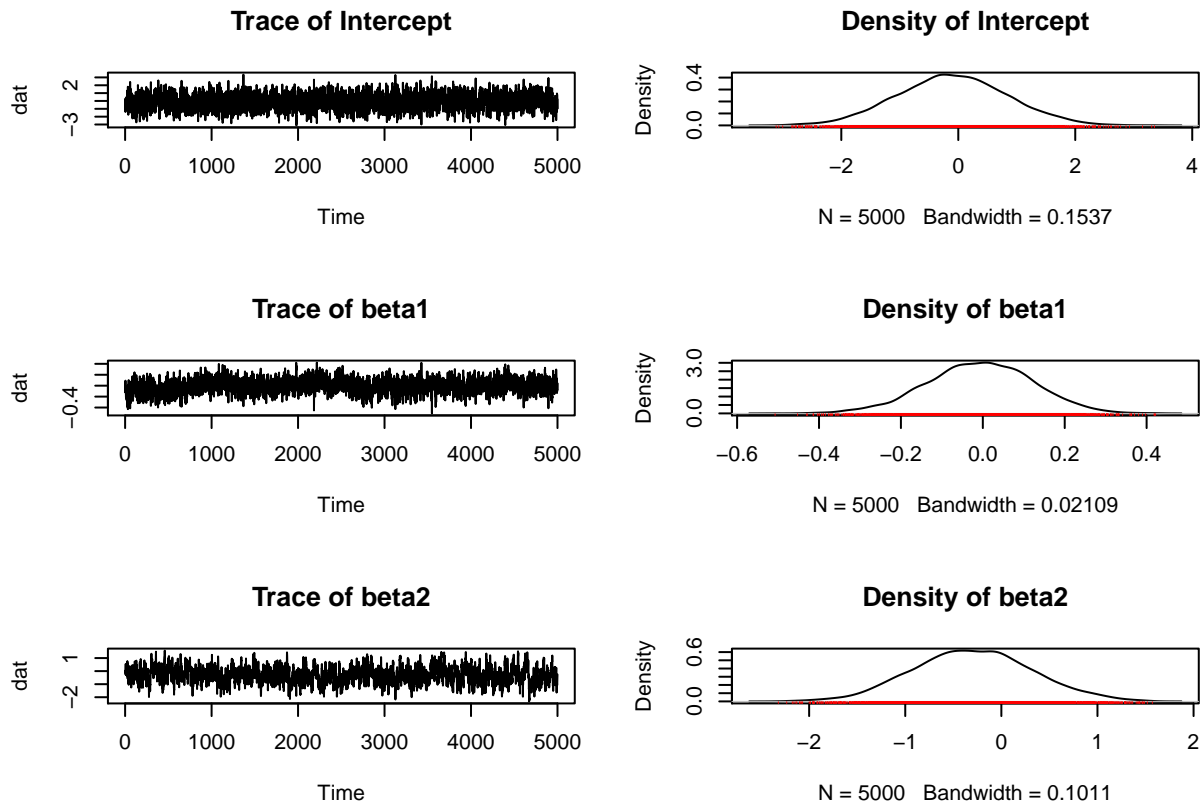 Trace of Intercept
dat
2
−3
0 1000 2000 3000 4000 5000
Time
Density of Intercept
Density
0.4
0.0
−2 0 2 4
N = 5000 Bandwidth = 0.1537
Trace of beta1
dat
−0.4
0 1000 2000 3000 4000 5000
Time
Density of beta1
Density
3.0
0.0
−0.6 −0.4 −0.2 0.0 0.2 0.4
N = 5000 Bandwidth = 0.02109
Trace of beta2
dat
1
−2
0 1000 2000 3000 4000 5000
Time
Density of beta2
Density
0.6
0.0
−2 −1 0 1 2
N = 5000 Bandwidth = 0.1011